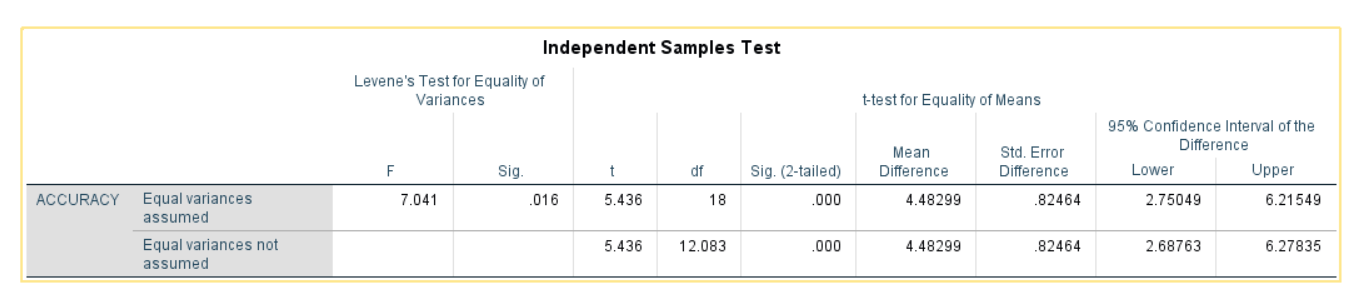 Independent Samples Test
Levene's Test for Equality of
Variances
t-test for Equality of Means
95% Confidence Interval of the
Difference
F
Sig.
t
df
Sig. (2-tailed)
Mean
Difference
Std. Error
Difference
Lower
Upper
ACCURACY
Equal variances
assumed
7.041
.016
5.436
18
.000
4.48299
.82464
2.75049
6.21549
Equal variances not
assumed
5.436
12.083
.000
4.48299
.82464
2.68763
6.27835